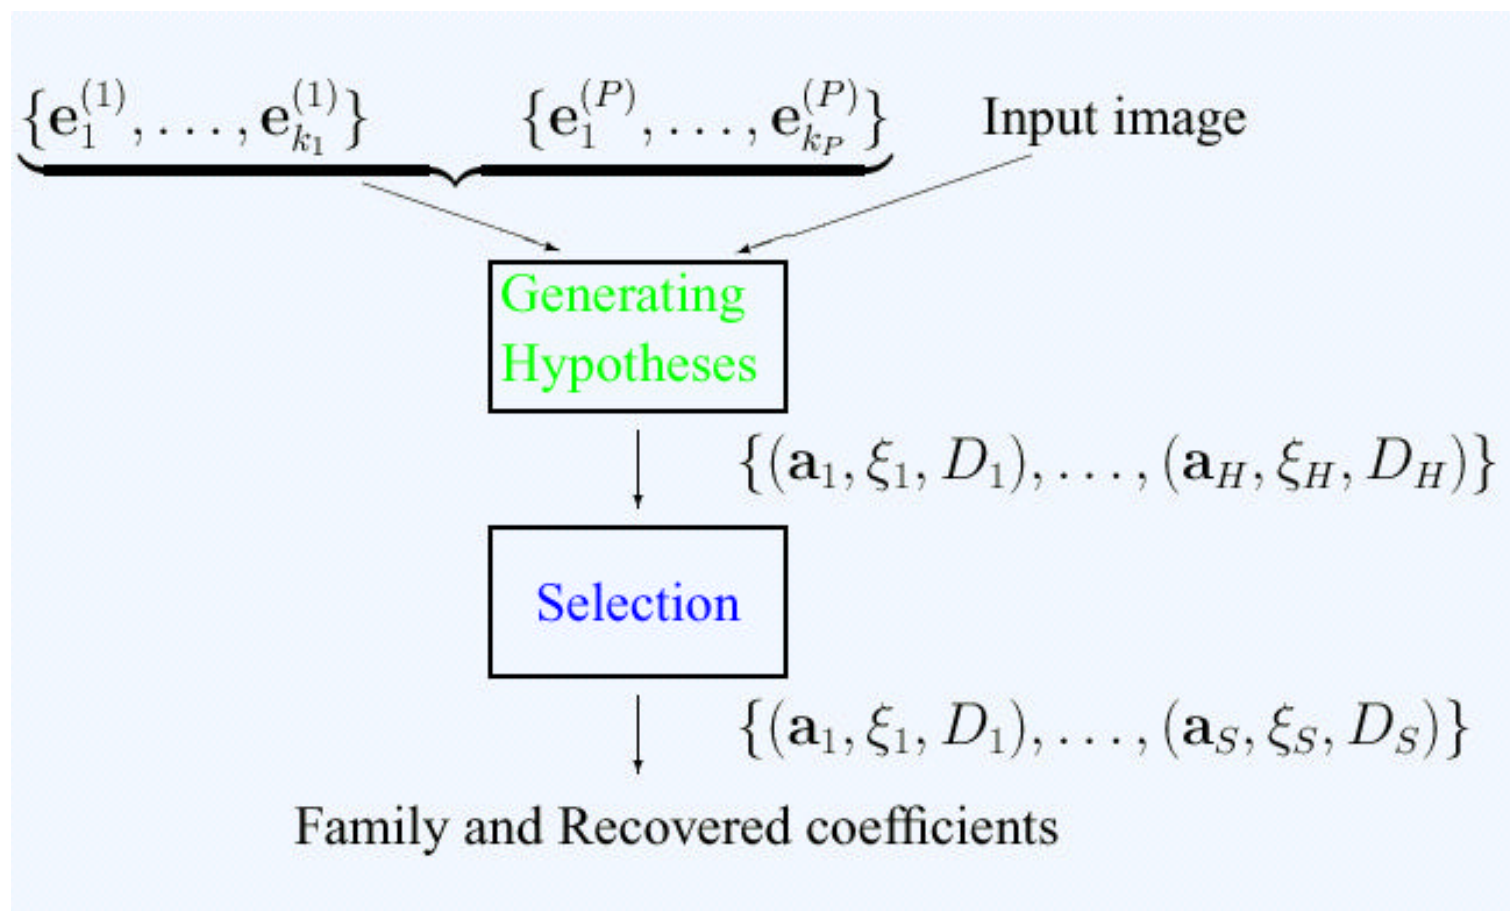 {e_1^{(1)}, ..., e_{k_1}^{(1)}} {e_1^{(P)}, ..., e_{k_P}^{(P)}} Input image
Generating
Hypotheses
{(a_1, ξ_1, D_1), ..., (a_H, ξ_H, D_H)}
Selection
{(a_1, ξ_1, D_1), ..., (a_S, ξ_S, D_S)}
Family and Recovered coefficients